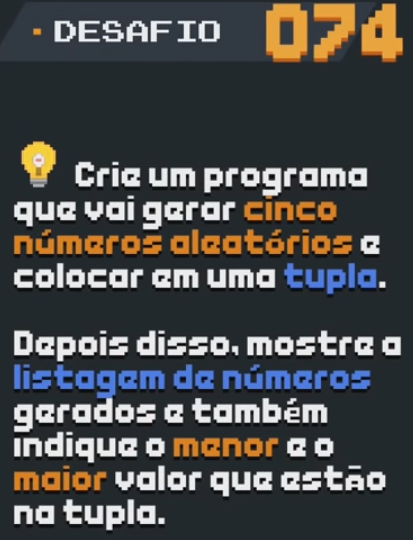 DESAFIO 074
Crie um programa
que vai gerar cinco
números aleatórios e
colocar em uma tupla.
Depois disso, mostre a
listagem de números
gerados e também
indique o menor e o
maior valor que estão
na tupla.